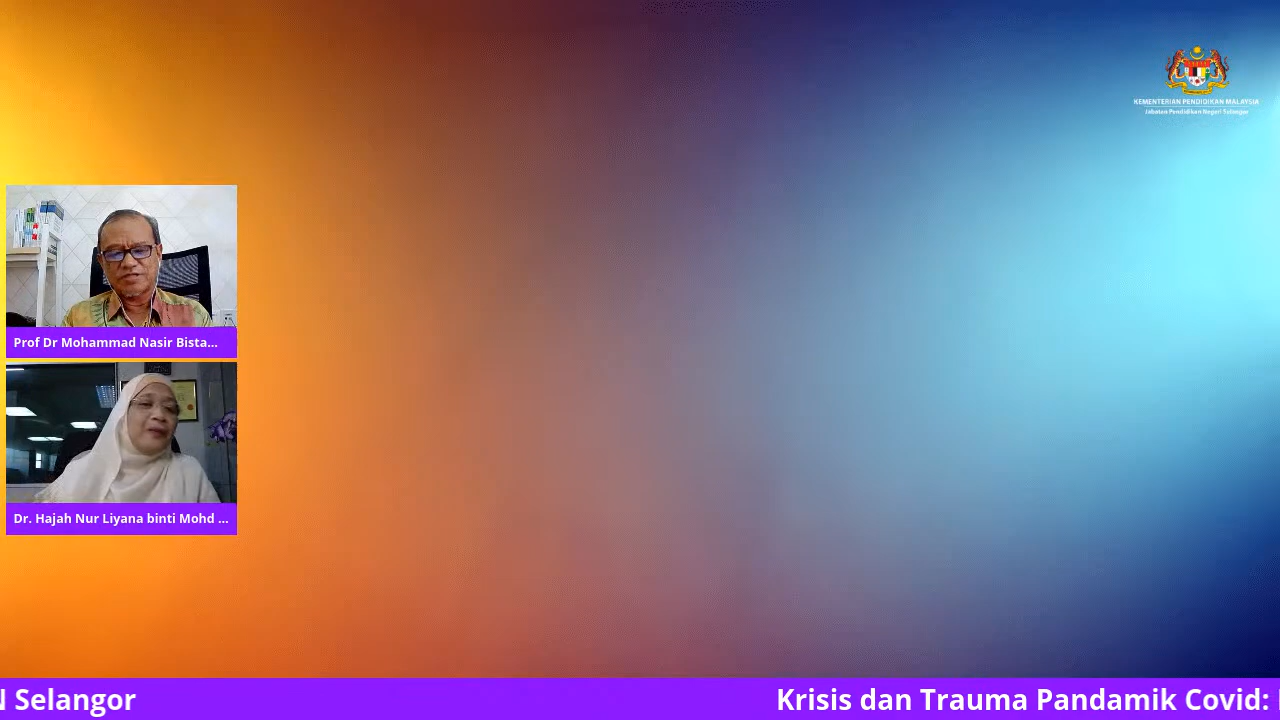 KEMENTERIAN PENDIDIKAN MALAYSIA
Jabatan Pendidikan Negeri Selangor
Prof Dr Mohammad Nasir Bista...
Dr. Hajah Nur Liyana binti Mohd ...
N Selangor
Krisis dan Trauma Pandamik Covid: